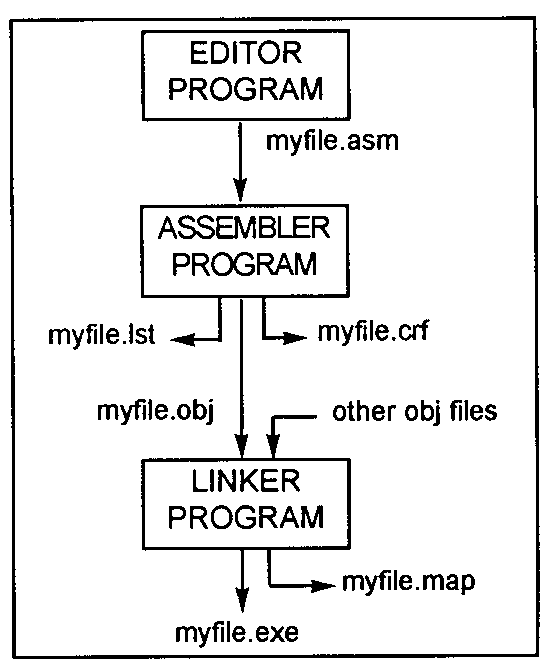 EDITOR
PROGRAM
myfile.asm
ASSEMBLER
PROGRAM
myfile.lst
myfile.crf
myfile.obj
other obj files
LINKER
PROGRAM
myfile.map
myfile.exe